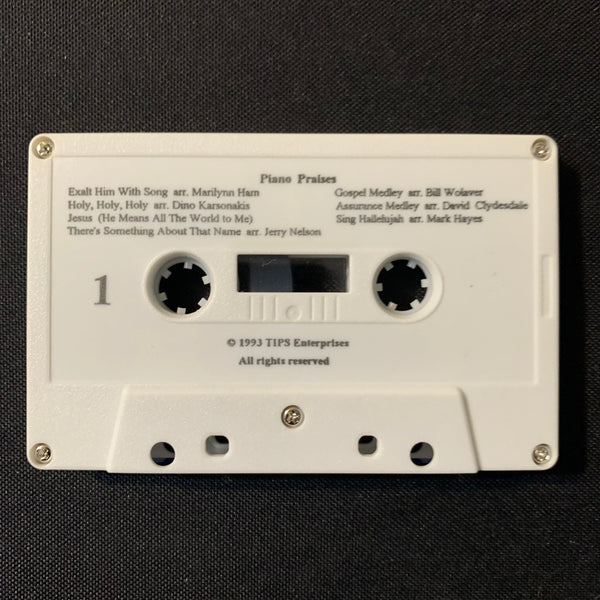 Piano Praises
Exalt Him With Song arr. Marilynn Ham
Holy, Holy, Holy arr. Dino Karsonakis
Jesus (He Means All The World to Me)
There's Something About That Name arr. Jerry Nelson
Gospel Medley arr. Bill Wolaver
Assurance Medley arr. David Clydesdale
Sing Hallelujah arr. Mark Hayes
1
© 1993 TIPS Enterprises
All rights reserved